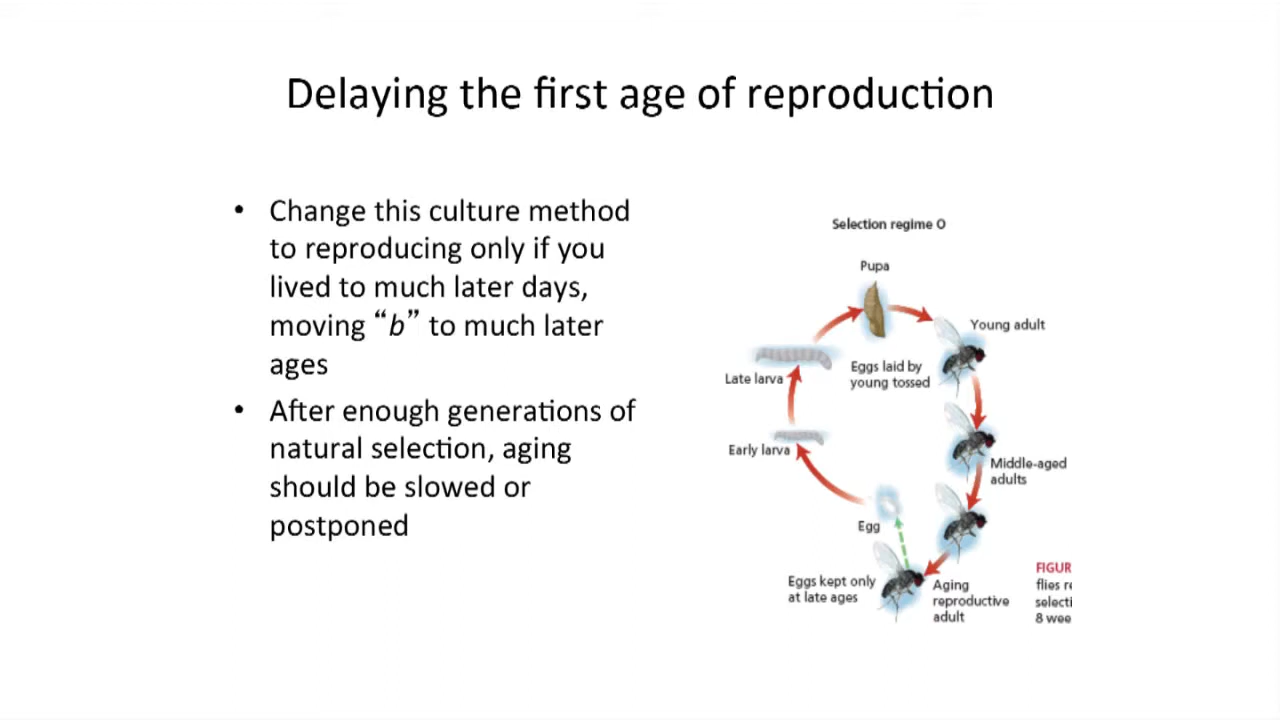 Delaying the first age of reproduction
• Change this culture method
to reproducing only if you
lived to much later days,
moving “b” to much later
ages
• After enough generations of
natural selection, aging
should be slowed or
postponed
Selection regime O
Pupa
Young adult
Eggs laid by
young tossed
Late larva
Early larva
Middle-aged
adults
Egg
Eggs kept only
at late ages
Aging
reproductive
adult
FIGUR
flies r
selecti
8 wee